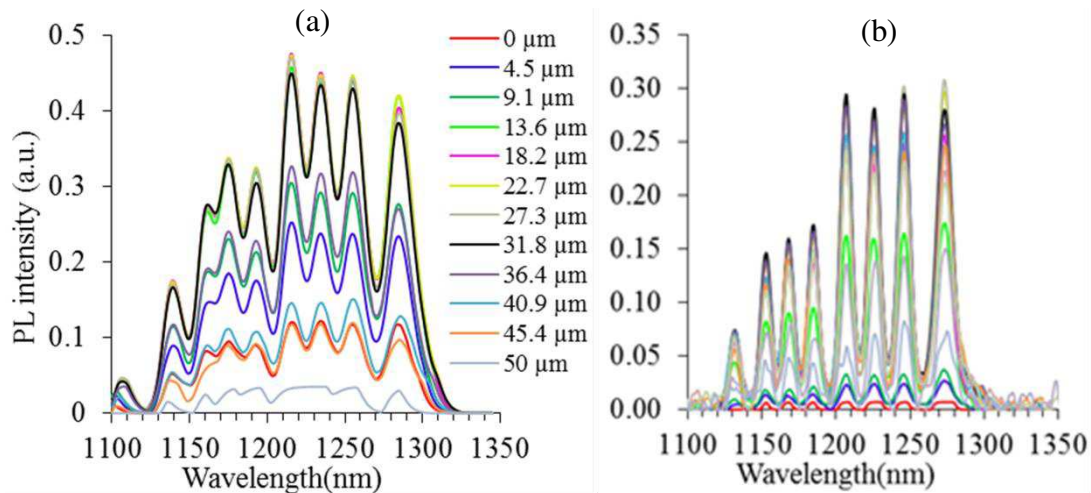 (a)
(b)
PL intensity (a.u.)
0.5
0.4
0.3
0.2
0.1
0
1100 1150 1200 1250 1300 1350
Wavelength(nm)
0 µm
4.5 µm
9.1 µm
13.6 µm
18.2 µm
22.7 µm
27.3 µm
31.8 µm
36.4 µm
40.9 µm
45.4 µm
50 µm
0.35
0.30
0.25
0.20
0.15
0.10
0.05
0.00
1100 1150 1200 1250 1300 1350
Wavelength(nm)